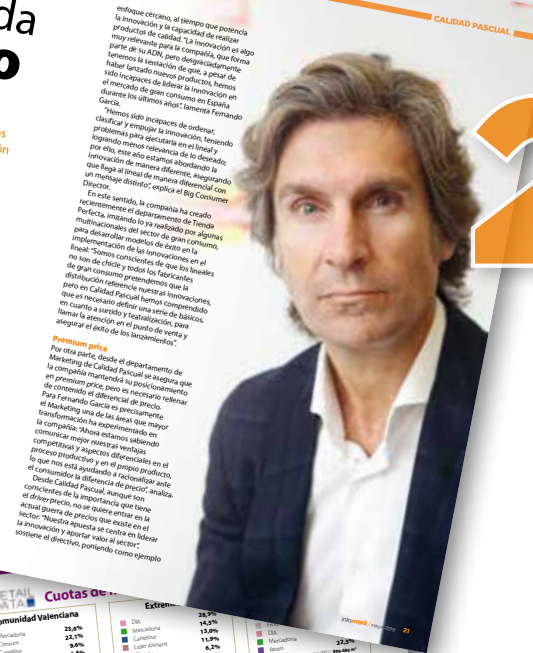 da
o
es
ón
CALIDAD PASCUAL
2
enfoque cercano, al tiempo que potencia
la innovación y la capacidad de realizar
productos de calidad. "La innovación es algo
muy relevante para la compañía, que forma
parte de su ADN, pero desgraciadamente
tenemos la sensación de que, a pesar de
haber lanzado nuevos productos, hemos
sido incapaces de liderar la innovación en
el mercado de gran consumo en España
durante los últimos años", lamenta Fernando
García.
"Hemos sido incapaces de ordenar,
clasificar y empujar la innovación, teniendo
problemas para ejecutarla en el lineal y
logrando menos relevancia de lo deseado;
por ello, este año estamos abordando la
innovación de manera diferente, asegurando
que llega al lineal de manera diferencial con
un mensaje distinto", explica el Big Consumer
Director.
En este sentido, la compañía ha creado
recientemente el departamento de Tienda
Perfecta, imitando lo ya realizado por algunas
multinacionales del sector de gran consumo,
para desarrollar modelos de éxito en la
implementación de las innovaciones en el
lineal: "Somos conscientes de que los lineales
no son de chicle y todos los fabricantes
de gran consumo pretendemos que la
distribución referencie nuestras innovaciones,
pero en Calidad Pascual hemos comprendido
que es necesario definir una serie de básicos,
en cuanto a surtido y teatralización, para
llamar la atención en el punto de venta y
asegurar el éxito de los lanzamientos".
Premium price
Por otra parte, desde el departamento de
Marketing de Calidad Pascual se asegura que
la compañía mantendrá su posicionamiento
en premium price, pero es necesario rellenar
de contenido el diferencial de precio.
Para Fernando García es precisamente
el Marketing una de las áreas que mayor
transformación ha experimentado en
la compañía: "Ahora estamos sabiendo
comunicar mejor nuestras ventajas
competitivas y aspectos diferenciales en el
proceso productivo y en el propio producto,
lo que nos está ayudando a racionalizar ante
el consumidor la diferencia de precio", analiza.
Desde Calidad Pascual, aunque son
conscientes de la importancia que tiene
el driver precio, no se quiere entrar en la
actual guerra de precios que existe en el
sector: "Nuestra apuesta se centra en liderar
la innovación y aportar valor al sector",
sostiene el directivo, poniendo como ejemplo
infoRETAIL / Mayo 2016 21
ETAIL
DATA
Cuotas de
omunidad Valenciana
Mercadona 23,6%
Consum 22,1%
Carrefour 9,6%
Extrem
28,9%
DIA 14,5%
Mercadona 13,0%
Carrefour 11,9%
Lider Aliment 6,2%
DIA
Mercadona 22,5%
Eroski